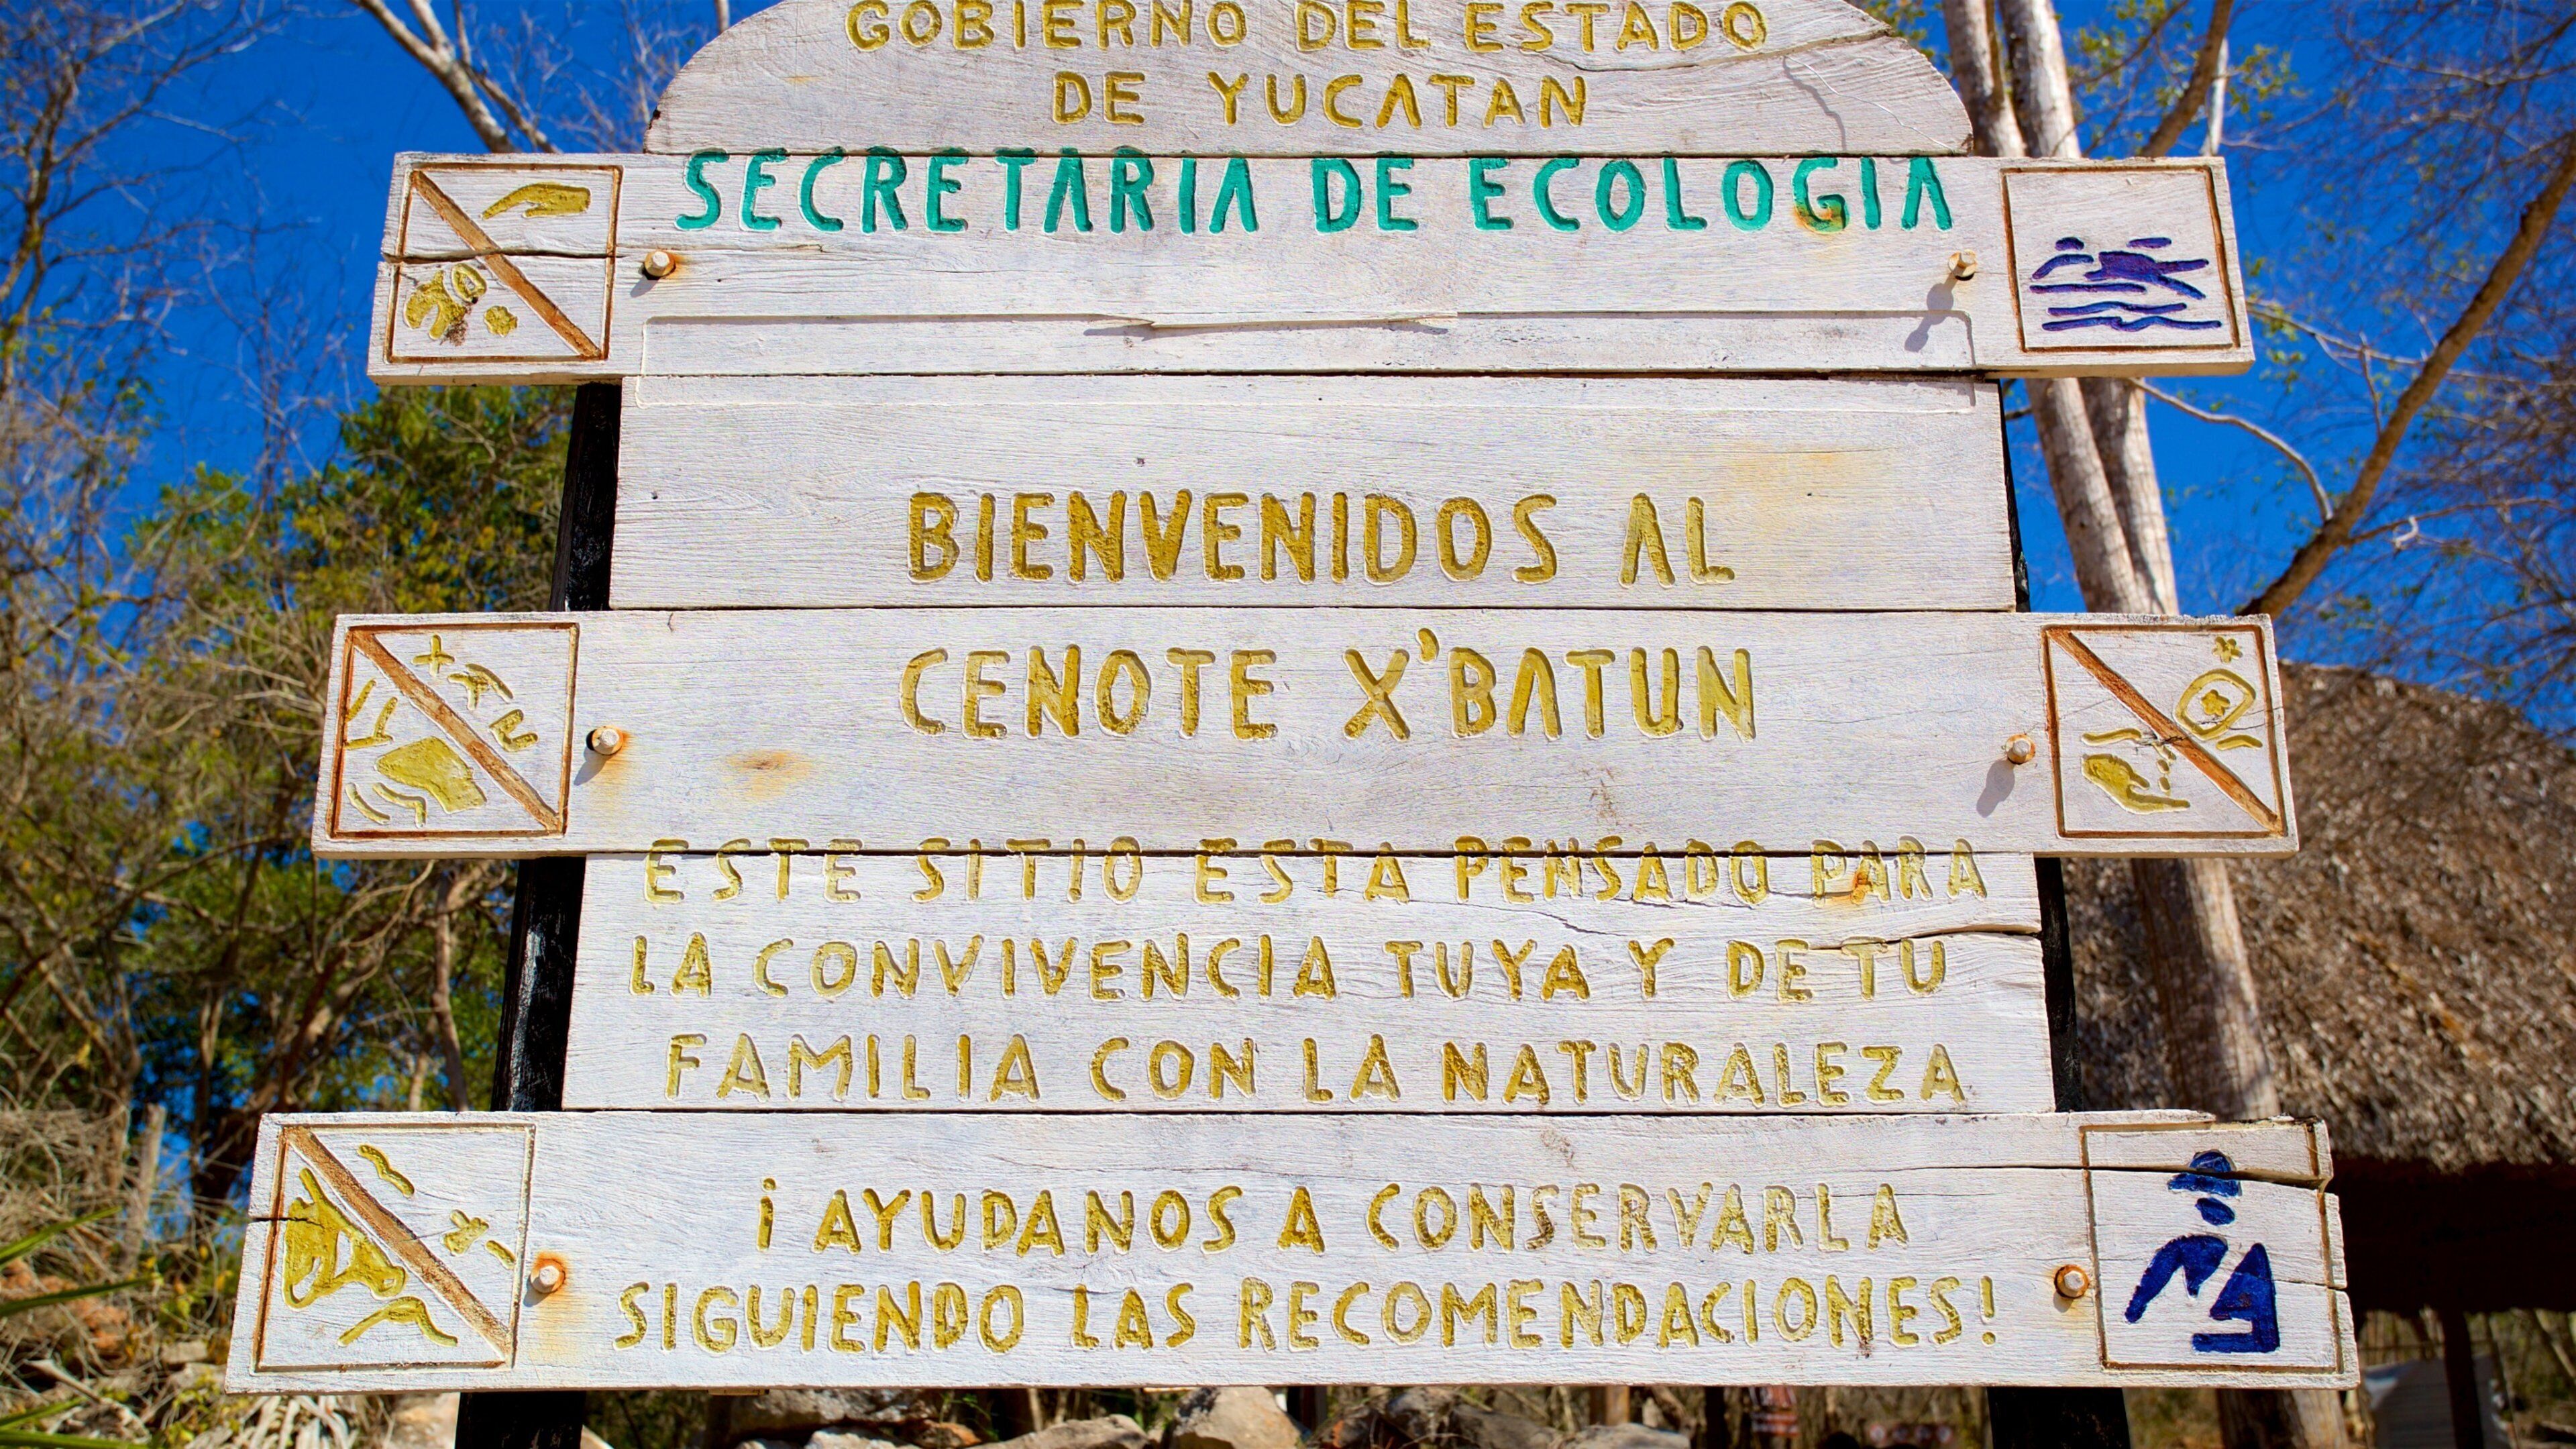 GOBIERNO DEL ESTADO
DE YUCATAN
SECRETARIA DE ECOLOGIA
BIENVENIDOS AL
CENOTE X'BATUN
ESTE SITIO ESTA PENSADO PARA
LA CONVIVENCIA TUYA Y DE TU
FAMILIA CON LA NATURALEZA
¡AYUDANOS A CONSERVARLA
SIGUIENDO LAS RECOMENDACIONES!